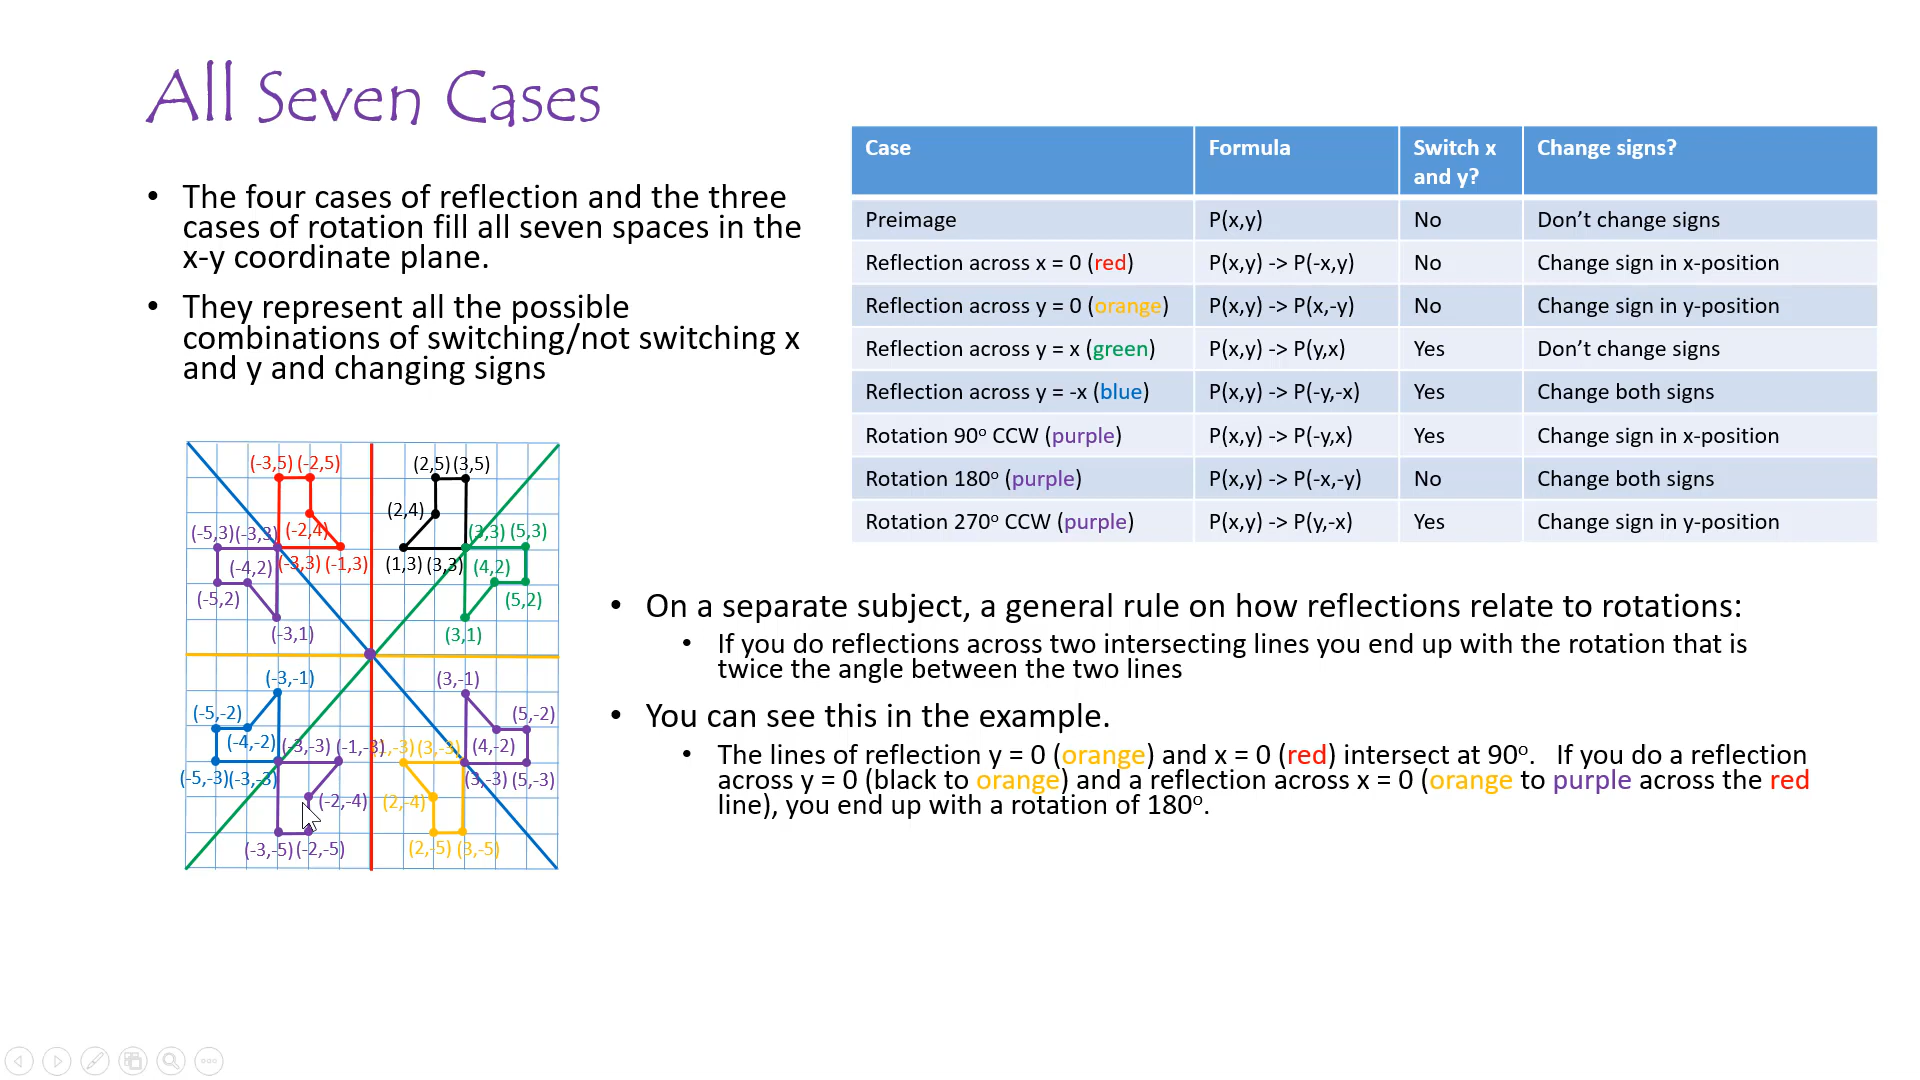 All Seven Cases
• The four cases of reflection and the three
cases of rotation fill all seven spaces in the
x-y coordinate plane.
• They represent all the possible
combinations of switching/not switching x
and y and changing signs
Case Formula Switch x and y? Change signs?
Preimage P(x,y) No Don’t change signs
Reflection across x = 0 (red) P(x,y) -> P(-x,y) No Change sign in x-position
Reflection across y = 0 (orange) P(x,y) -> P(x,-y) No Change sign in y-position
Reflection across y = x (green) P(x,y) -> P(y,x) Yes Don’t change signs
Reflection across y = -x (blue) P(x,y) -> P(-y,-x) Yes Change both signs
Rotation 90º CCW (purple) P(x,y) -> P(-y,x) Yes Change sign in x-position
Rotation 180º (purple) P(x,y) -> P(-x,-y) No Change both signs
Rotation 270º CCW (purple) P(x,y) -> P(y,-x) Yes Change sign in y-position
(-3,5) (-2,5) (2,5) (3,5)
(2,4)
(-5,3) (-3,3) (-2,4) (3,3) (5,3)
(-4,2) (-3,3) (-1,3) (1,3) (3,3) (4,2)
(-5,2) (5,2)
(-3,1) (3,1)
(-3,-1) (3,-1)
(-5,-2) (5,-2)
(-4,-2) (-3,-3) (-1,-3) (3,-3) (4,-2)
(-5,-3) (-3,-3) (3,-3) (5,-3)
(-2,-4) (2,-4)
(-3,-5) (-2,-5) (2,-5) (3,-5)
• On a separate subject, a general rule on how reflections relate to rotations:
• If you do reflections across two intersecting lines you end up with the rotation that is
twice the angle between the two lines
• You can see this in the example.
• The lines of reflection y = 0 (orange) and x = 0 (red) intersect at 90º. If you do a reflection
across y = 0 (black to orange) and a reflection across x = 0 (orange to purple across the red
line), you end up with a rotation of 180º.